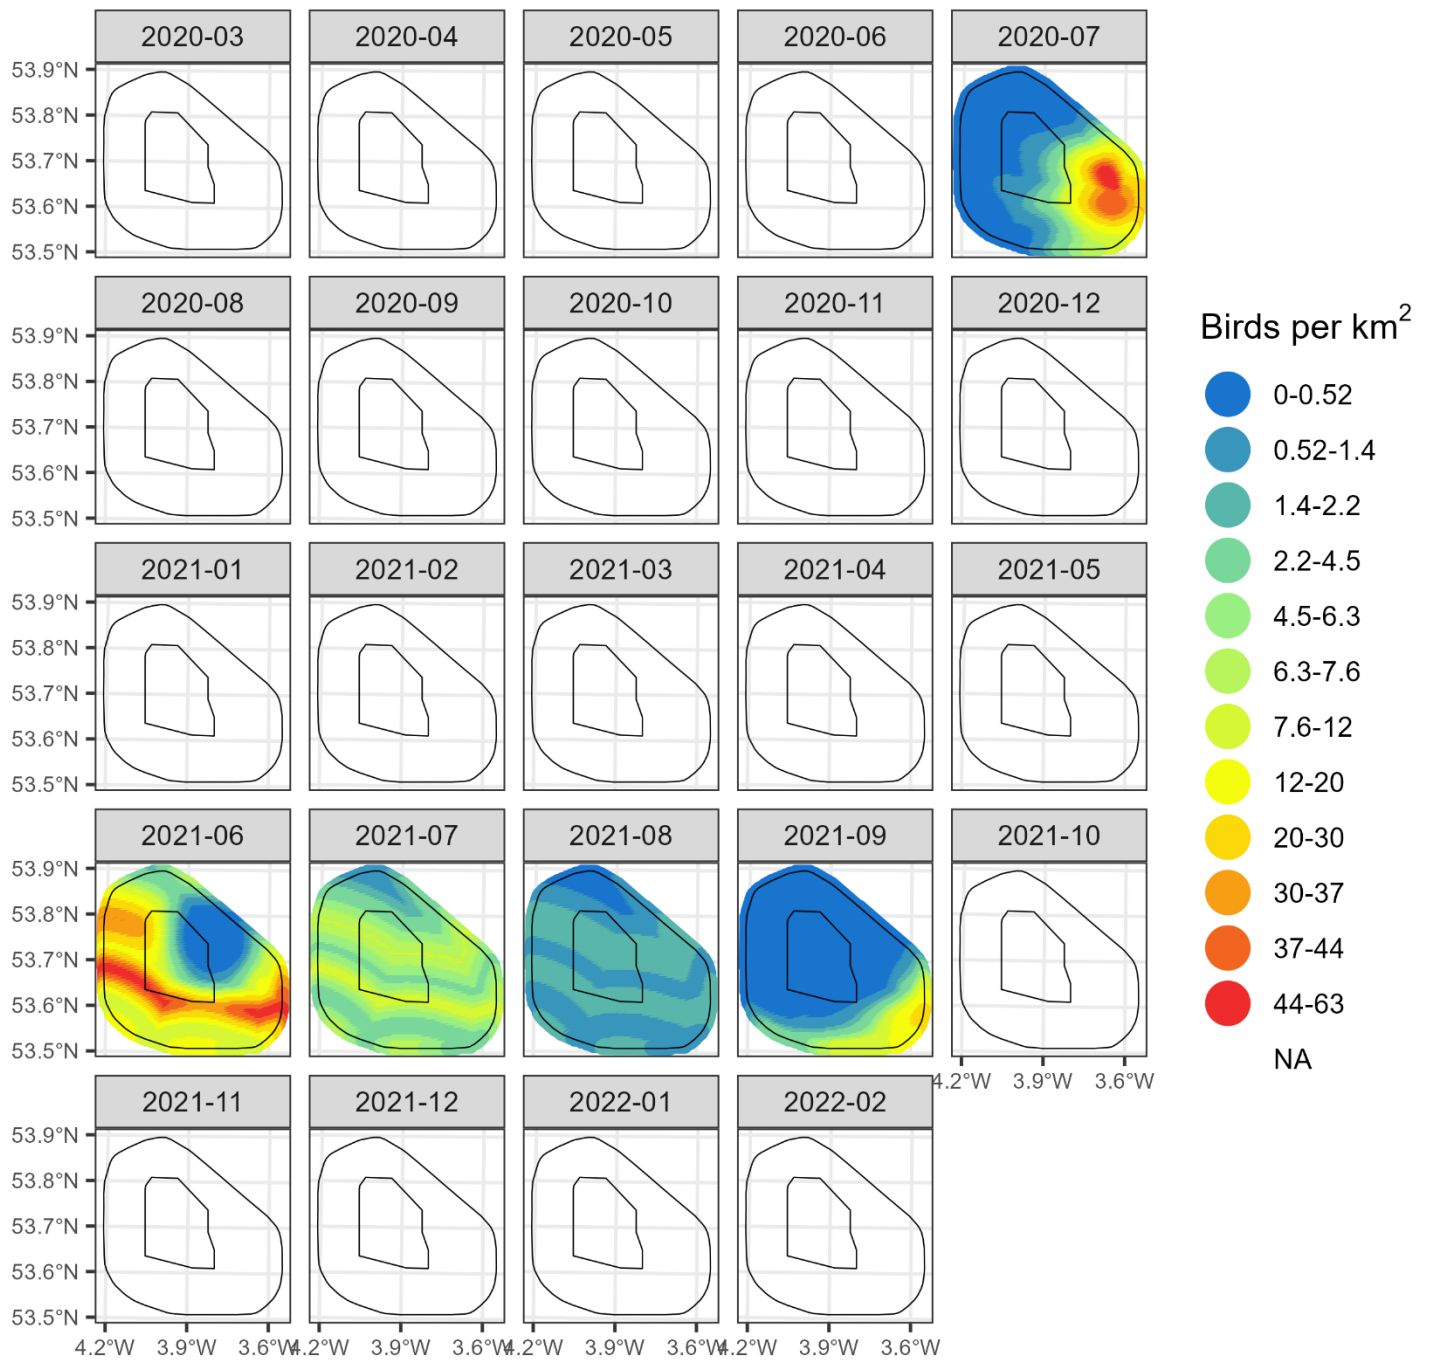 2020-03 2020-04 2020-05 2020-06 2020-07
53.9°N
53.8°N
53.7°N
53.6°N
53.5°N
2020-08 2020-09 2020-10 2020-11 2020-12
53.9°N
53.8°N
53.7°N
53.6°N
53.5°N
2021-01 2021-02 2021-03 2021-04 2021-05
53.9°N
53.8°N
53.7°N
53.6°N
53.5°N
2021-06 2021-07 2021-08 2021-09 2021-10
53.9°N
53.8°N
53.7°N
53.6°N
53.5°N
4.2°W 3.9°W 3.6°W
2021-11 2021-12 2022-01 2022-02
53.9°N
53.8°N
53.7°N
53.6°N
53.5°N
4.2°W 3.9°W 3.6°W 4.2°W 3.9°W 3.6°W 4.2°W 3.9°W 3.6°W 4.2°W 3.9°W 3.6°W
Birds per km²
0-0.52
0.52-1.4
1.4-2.2
2.2-4.5
4.5-6.3
6.3-7.6
7.6-12
12-20
20-30
30-37
37-44
44-63
NA